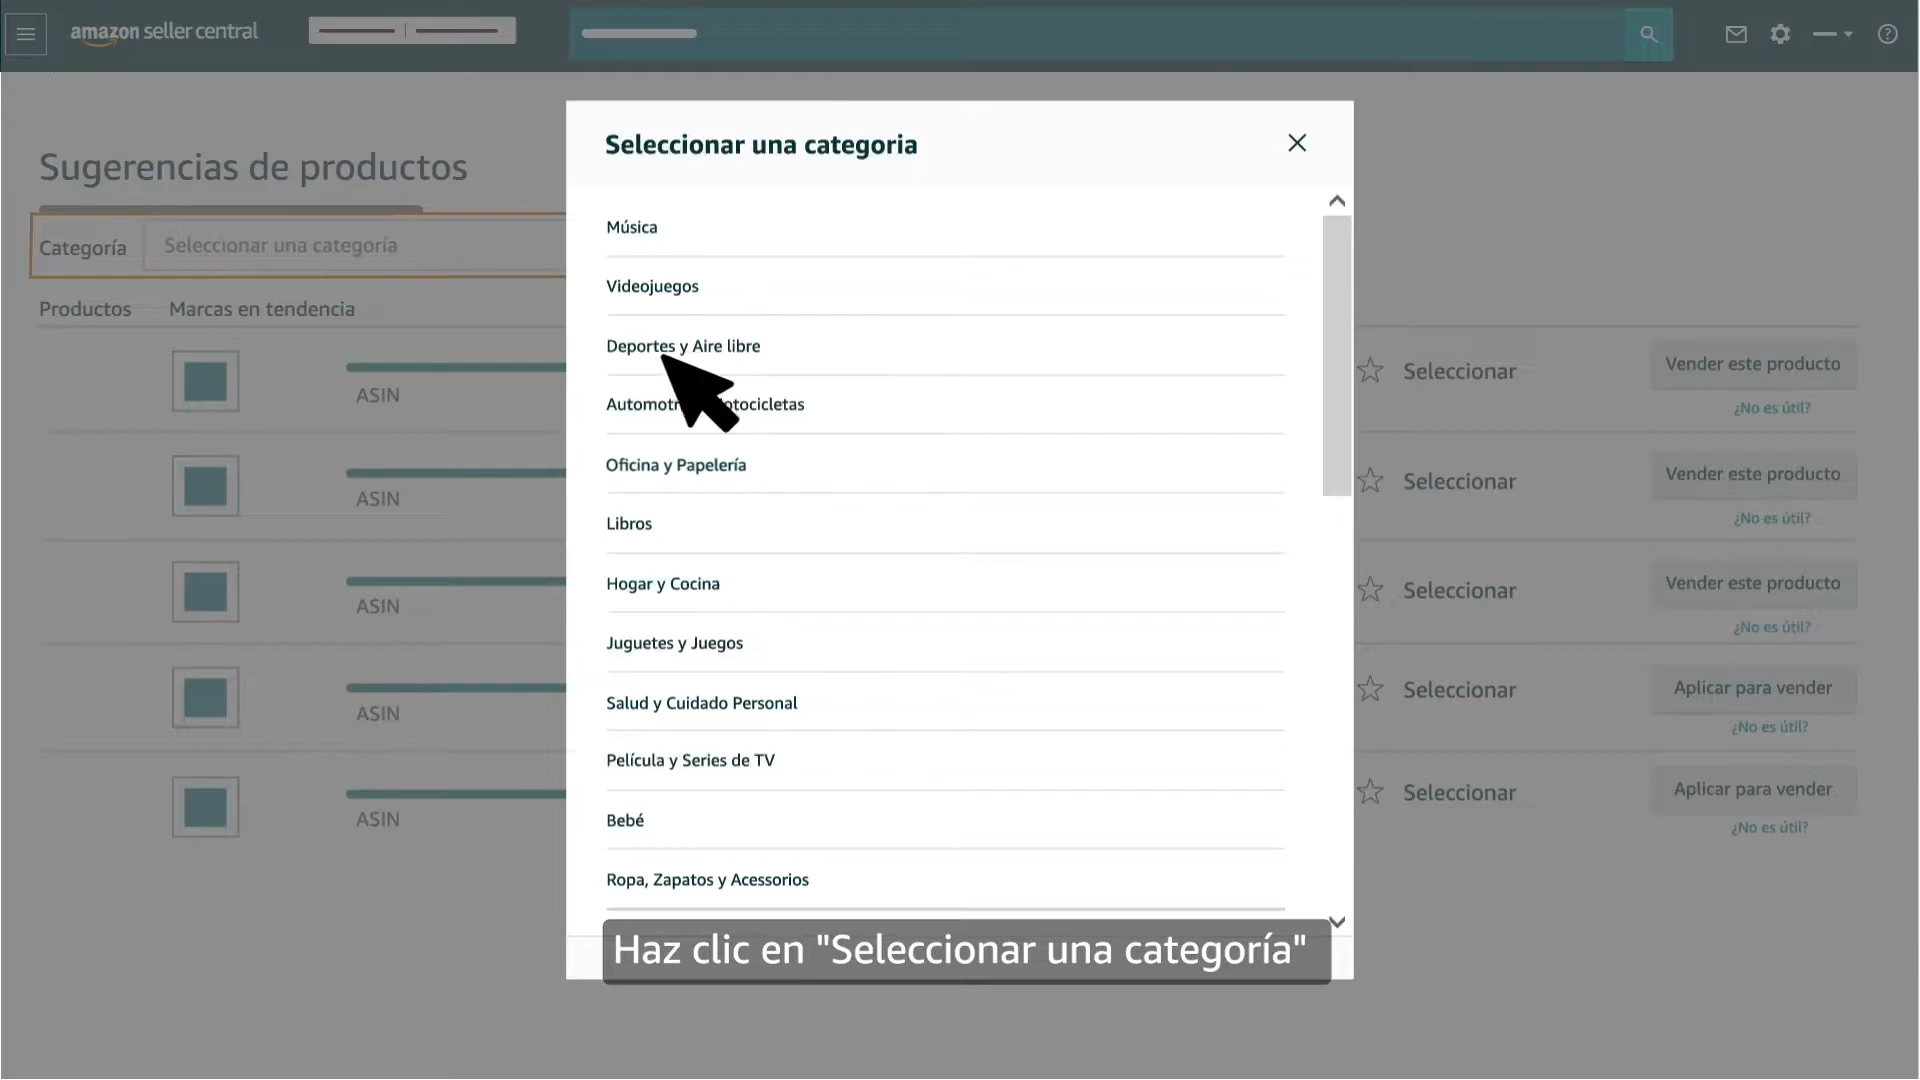 amazon seller central
Sugerencias de productos
Categoría
Seleccionar una categoría
Productos
Marcas en tendencia
ASIN
ASIN
ASIN
ASIN
ASIN
Seleccionar una categoria
Música
Videojuegos
Deportes y Aire libre
Oficina y Papelería
Libros
Hogar y Cocina
Juguetes y Juegos
Salud y Cuidado Personal
Película y Series de TV
Bebé
Ropa, Zapatos y Acessorios
Haz clic en "Seleccionar una categoría"
Seleccionar
Vender este producto
¿No es útil?
Seleccionar
Vender este producto
¿No es útil?
Seleccionar
Vender este producto
¿No es útil?
Seleccionar
Aplicar para vender
¿No es útil?
Seleccionar
Aplicar para vender
¿No es útil?